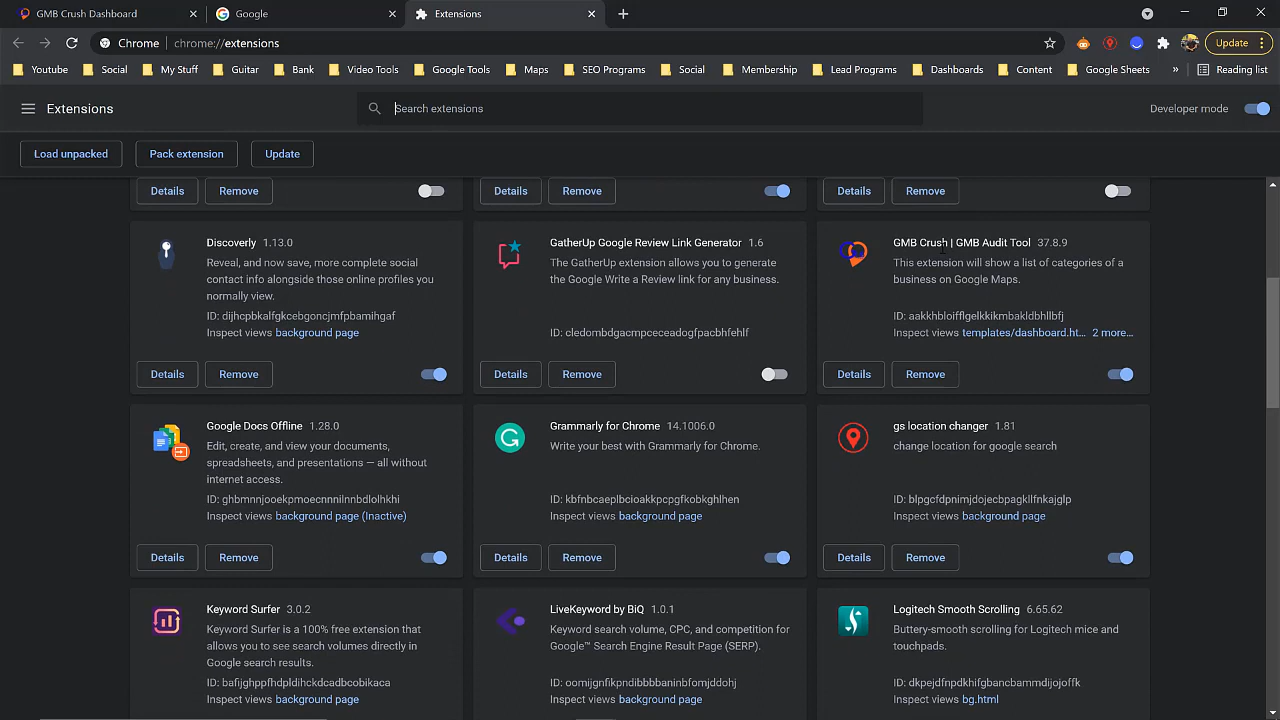 GMB Crush Dashboard
Google
Extensions
Chrome
chrome://extensions
Update
Youtube
Social
My Stuff
Guitar
Bank
Video Tools
Google Tools
Maps
SEO Programs
Social
Membership
Lead Programs
Dashboards
Content
Google Sheets
»
Reading list
Extensions
Search extensions
Developer mode
Load unpacked
Pack extension
Update
Details
Remove
Details
Remove
Details
Remove
Discoverly 1.13.0
Reveal, and now save, more complete social
contact info alongside those online profiles you
normally view.
ID: dijhcpbkalfgkcebgoncjmfpbamihgaf
Inspect views background page
Details
Remove
GatherUp Google Review Link Generator 1.6
The GatherUp extension allows you to generate
the Google Write a Review link for any business.
ID: cledombdgacmpceceadogfpacbhfehlf
Details
Remove
GMB Crush | GMB Audit Tool 37.8.9
This extension will show a list of categories of a
business on Google Maps.
ID: aakkhbloifflgelkkikmbakldbhllbfj
Inspect views templates/dashboard.ht... 2 more...
Details
Remove
Google Docs Offline 1.28.0
Edit, create, and view your documents,
spreadsheets, and presentations — all without
internet access.
ID: ghbmnnjooekpmoecnnnilnnbdlolhkhi
Inspect views background page (Inactive)
Details
Remove
Grammarly for Chrome 14.1006.0
Write your best with Grammarly for Chrome.
ID: kbfnbcaeplbcioakkpcpgfkobkghlhen
Inspect views background page
Details
Remove
gs location changer 1.81
change location for google search
ID: blpgcfdpnimjdojecbpagkllfnkajglp
Inspect views background page
Details
Remove
Keyword Surfer 3.0.2
Keyword Surfer is a 100% free extension that
allows you to see search volumes directly in
Google search results.
ID: bafijghppfhdpldihckdcadbcobikaca
Inspect views background page
LiveKeyword by BiQ 1.0.1
Keyword search volume, CPC, and competition for
Google™ Search Engine Result Page (SERP).
ID: oomijgnfikpndibbbbaninbfomjddohj
Inspect views background page
Logitech Smooth Scrolling 6.65.62
Buttery-smooth scrolling for Logitech mice and
touchpads.
ID: dkpejdfnpdkhifgbancbammdijojoffk
Inspect views bg.html